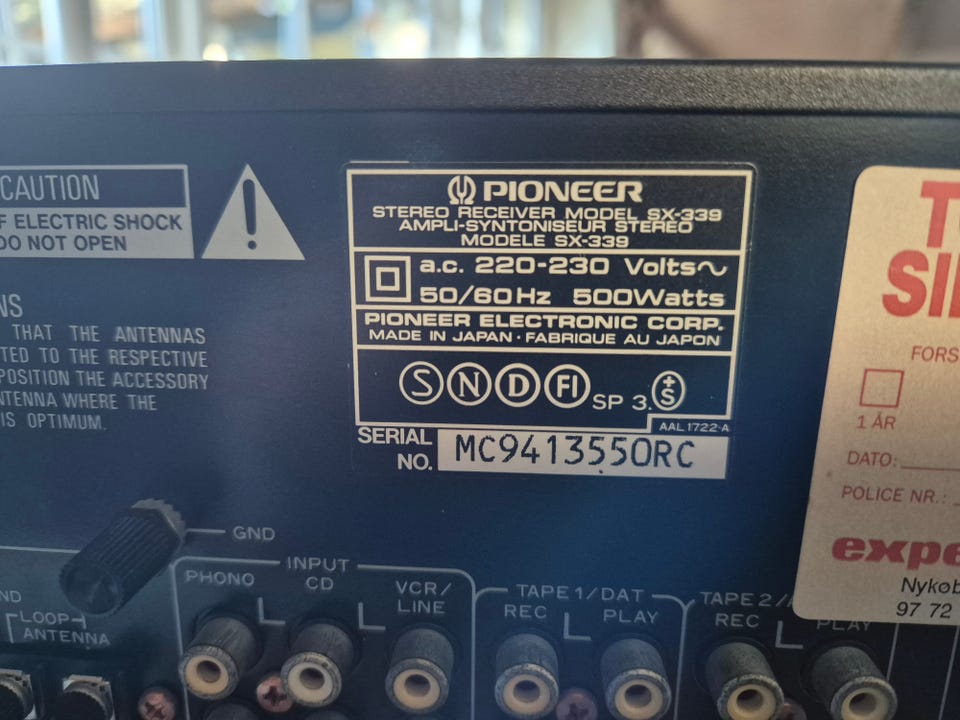 CAUTION
F ELECTRIC SHOCK
DO NOT OPEN
NS
THAT THE ANTENNAS
TED TO THE RESPECTIVE
POSITION THE ACCESSORY
TENNA WHERE THE
IS OPTIMUM.
PIONEER
STEREO RECEIVER MODEL SX-339
AMPLI-SYNTONISEUR STEREO
MODELE SX-339
a.c. 220-230 Volts~
50/60Hz 500Watts
PIONEER ELECTRONIC CORP.
MADE IN JAPAN · FABRIQUE AU JAPON
S N D FI SP 3. +S
AAL1722-A
SERIAL
NO. MC9413550RC
T
SI
FORS
1 ÅR
DATO:
POLICE NR.:
expe
Nykøb
97 72
GND
INPUT
PHONO CD VCR/
LINE
TAPE 1/DAT
REC PLAY
TAPE 2/
REC PLAY
ND
LOOP
ANTENNA